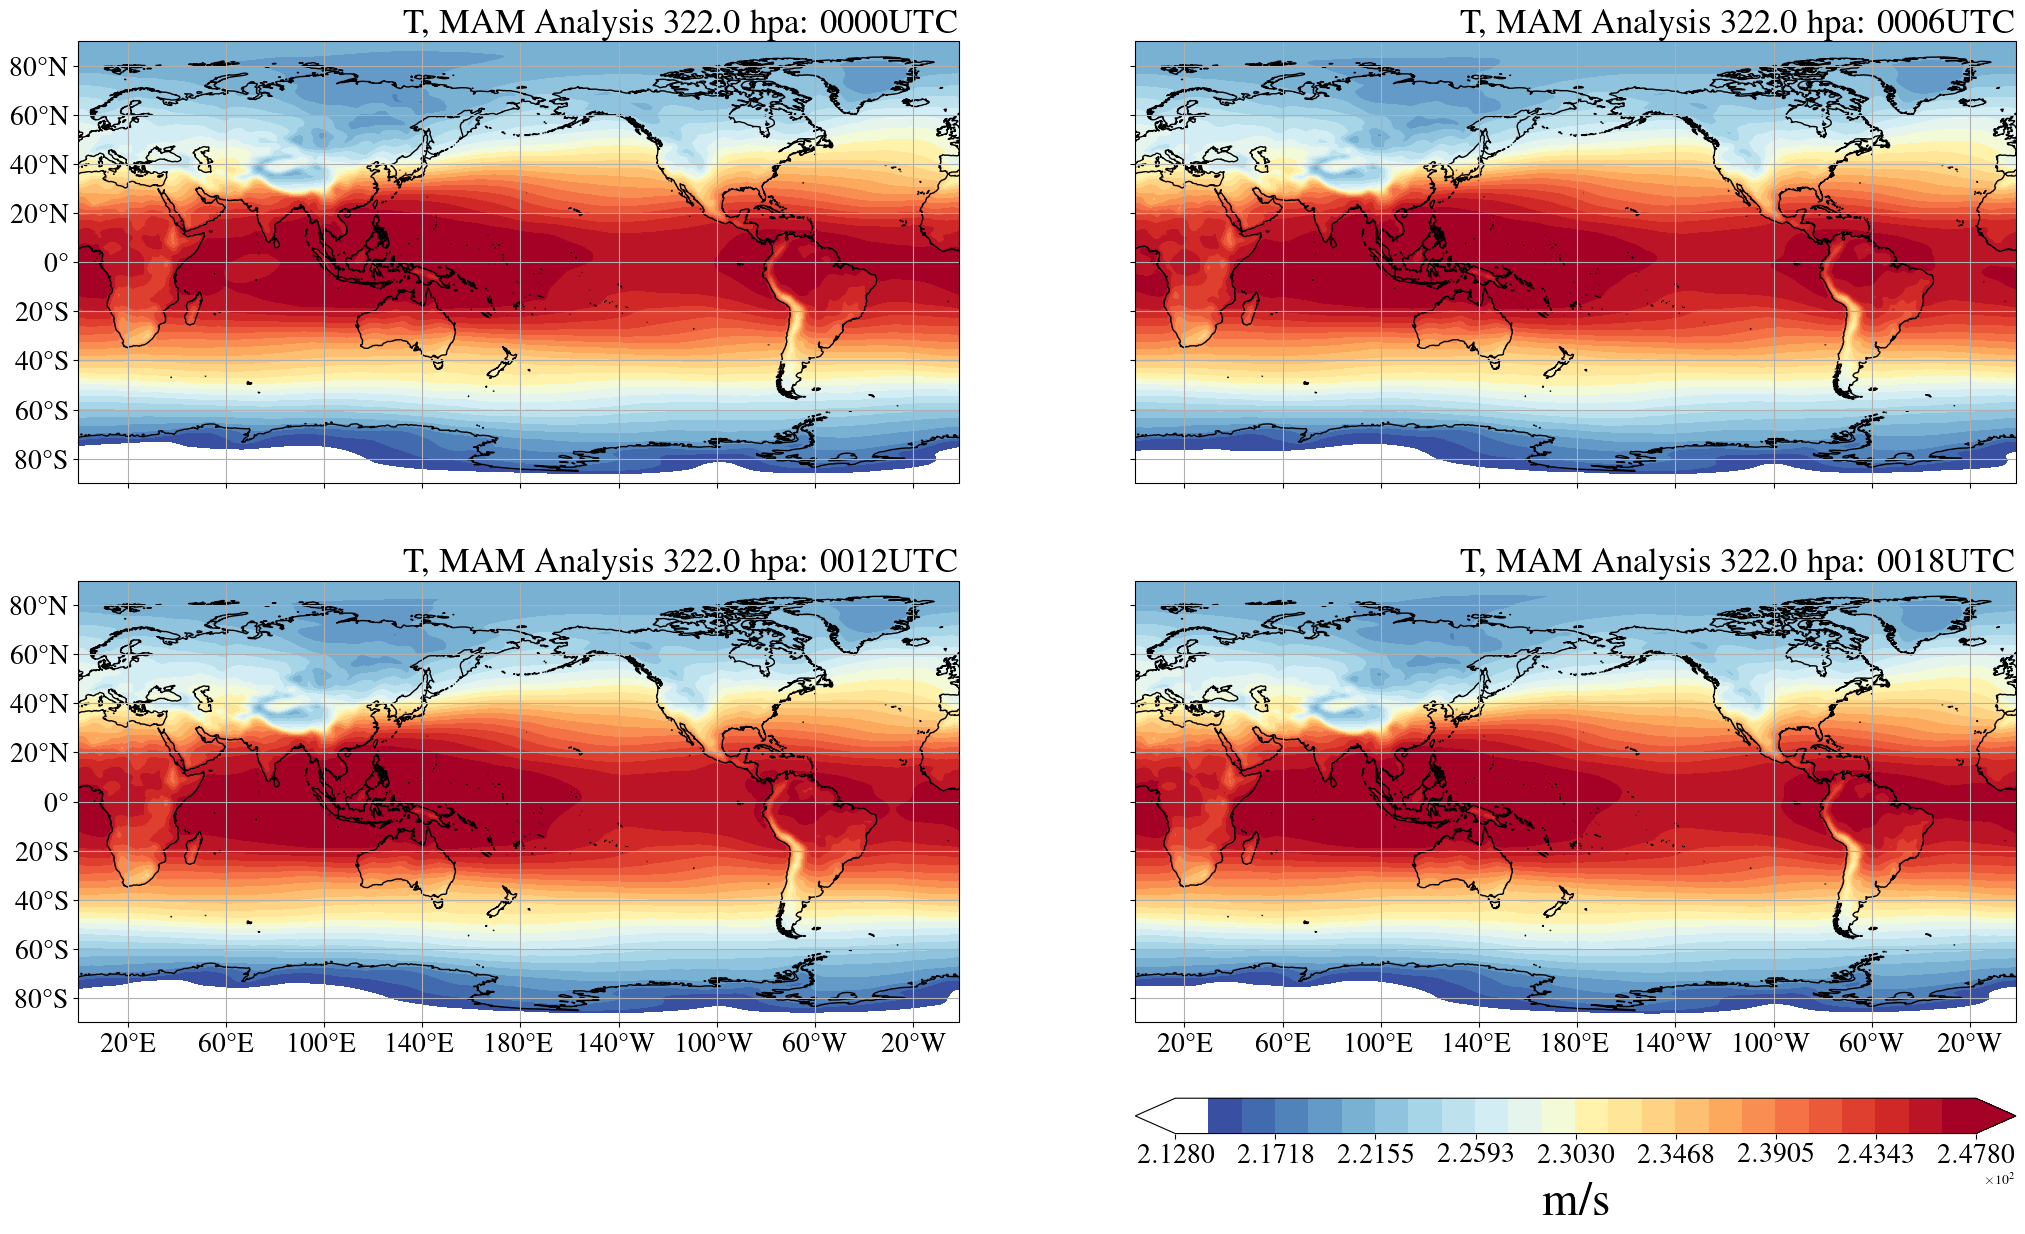 T, MAM Analysis 322.0 hpa: 0000UTC
T, MAM Analysis 322.0 hpa: 0006UTC
80°N
60°N
40°N
20°N
0°
20°S
40°S
60°S
80°S
T, MAM Analysis 322.0 hpa: 0012UTC
T, MAM Analysis 322.0 hpa: 0018UTC
80°N
60°N
40°N
20°N
0°
20°S
40°S
60°S
80°S
20°E 60°E 100°E 140°E 180°E 140°W 100°W 60°W 20°W
20°E 60°E 100°E 140°E 180°E 140°W 100°W 60°W 20°W
2.1280 2.1718 2.2155 2.2593 2.3030 2.3468 2.3905 2.4343 2.4780
×10²
m/s